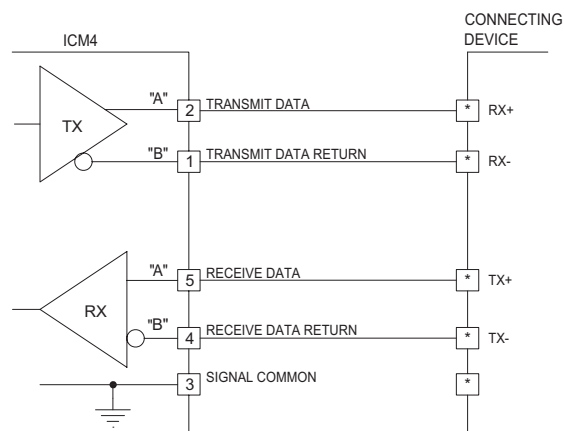 CONNECTING
ICM4 DEVICE
"A" 2 TRANSMIT DATA * RX+
TX
"B" 1 TRANSMIT DATA RETURN * RX-
"A" 5 RECEIVE DATA * TX+
RX
"B" 4 RECEIVE DATA RETURN * TX-
3 SIGNAL COMMON *